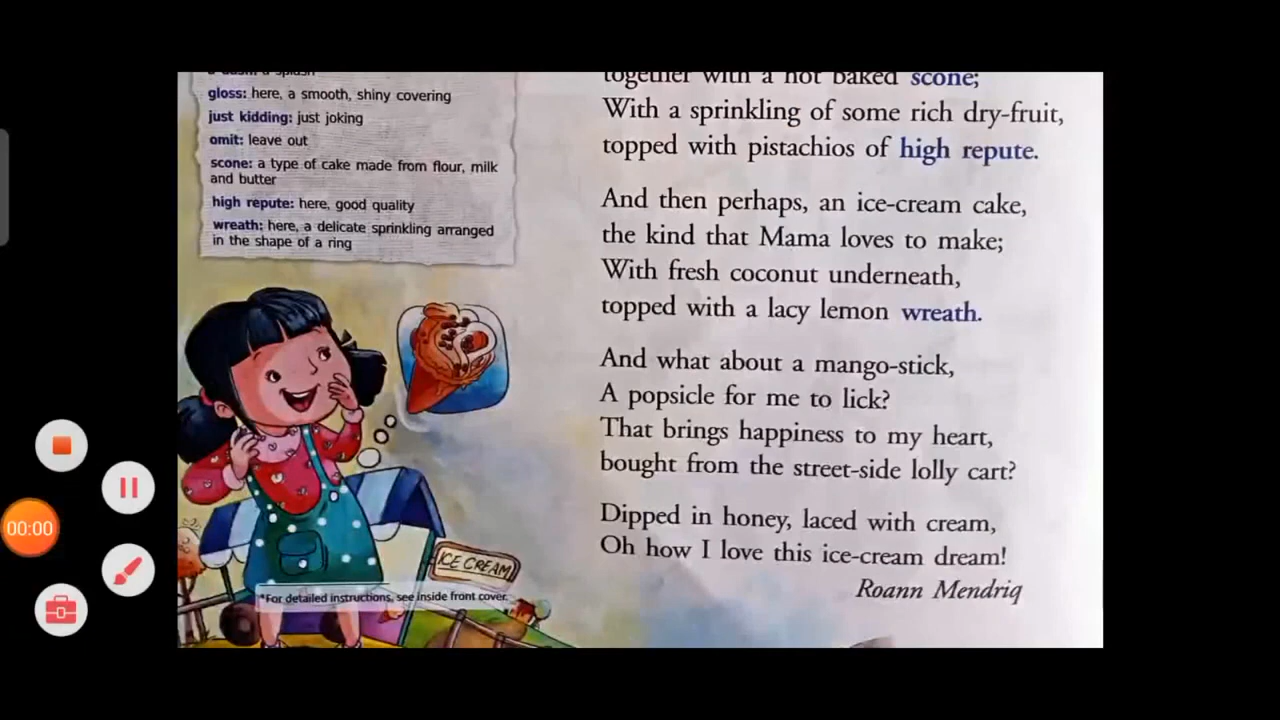 a dash: a splash
gloss: here, a smooth, shiny covering
just kidding: just joking
omit: leave out
scone: a type of cake made from flour, milk
and butter
high repute: here, good quality
wreath: here, a delicate sprinkling arranged
in the shape of a ring
together with a hot baked scone;
With a sprinkling of some rich dry-fruit,
topped with pistachios of high repute.
And then perhaps, an ice-cream cake,
the kind that Mama loves to make;
With fresh coconut underneath,
topped with a lacy lemon wreath.
And what about a mango-stick,
A popsicle for me to lick?
That brings happiness to my heart,
bought from the street-side lolly cart?
Dipped in honey, laced with cream,
Oh how I love this ice-cream dream!
Roann Mendriq
ICE CREAM
*For detailed instructions, see inside front cover.
00:00